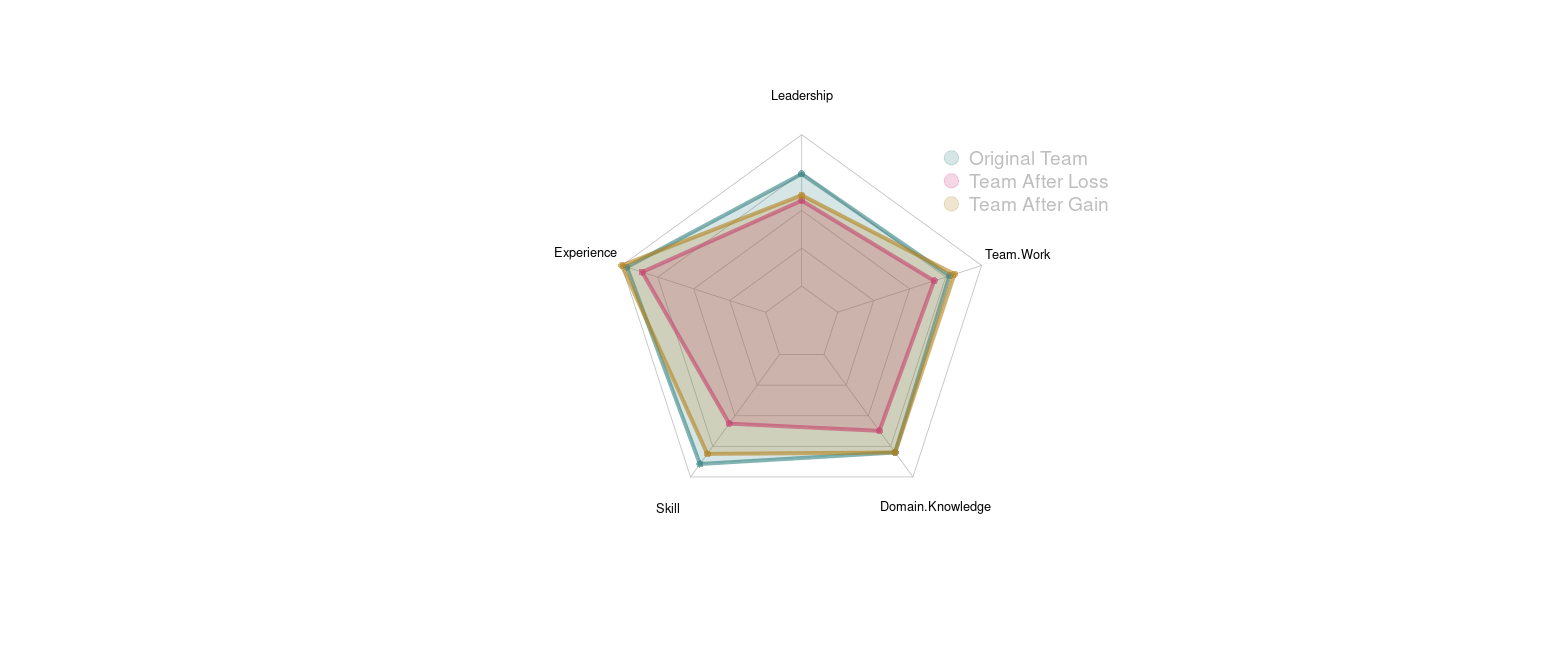 Leadership
Original Team
Team After Loss
Team After Gain
Experience
Team.Work
Skill
Domain.Knowledge